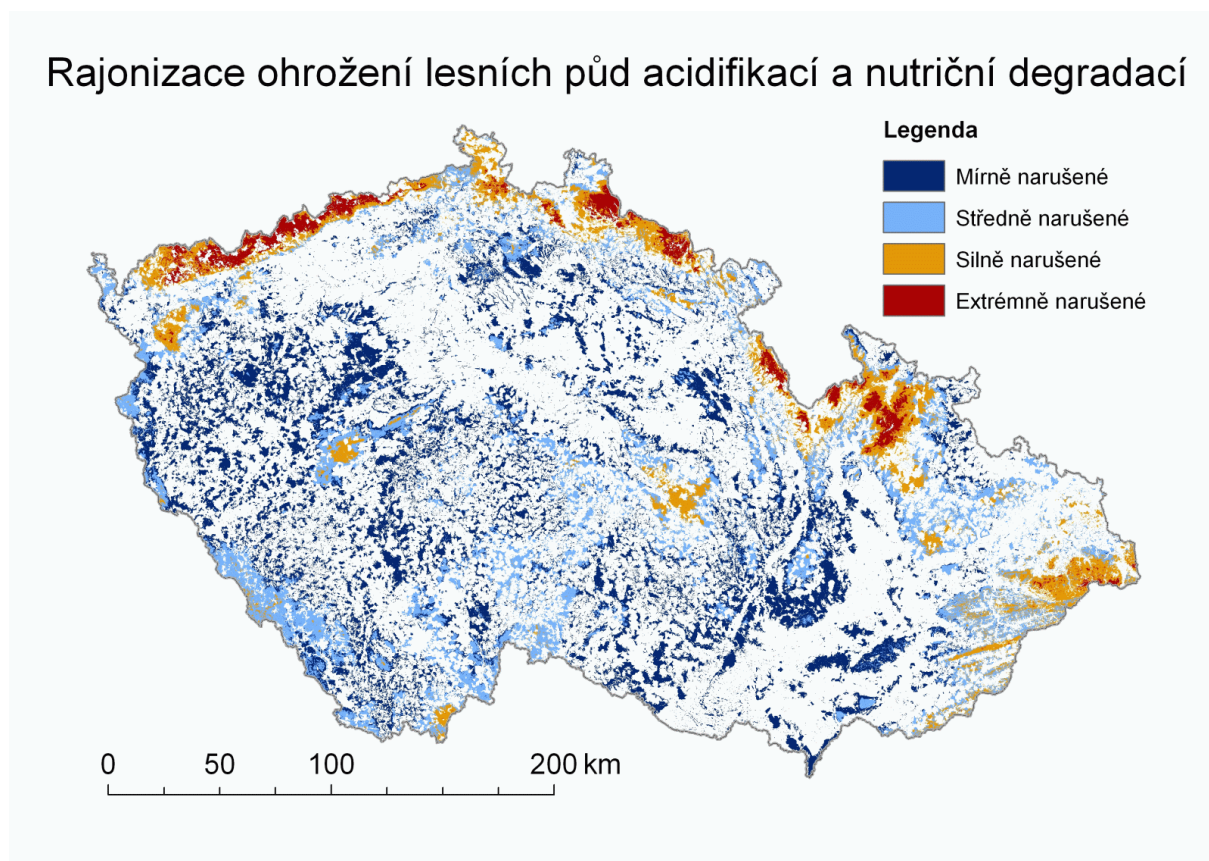 Rajonizace ohrožení lesních půd acidifikací a nutriční degradací
Legenda
Mírně narušené
Středně narušené
Silně narušené
Extrémně narušené
0 50 100 200 km